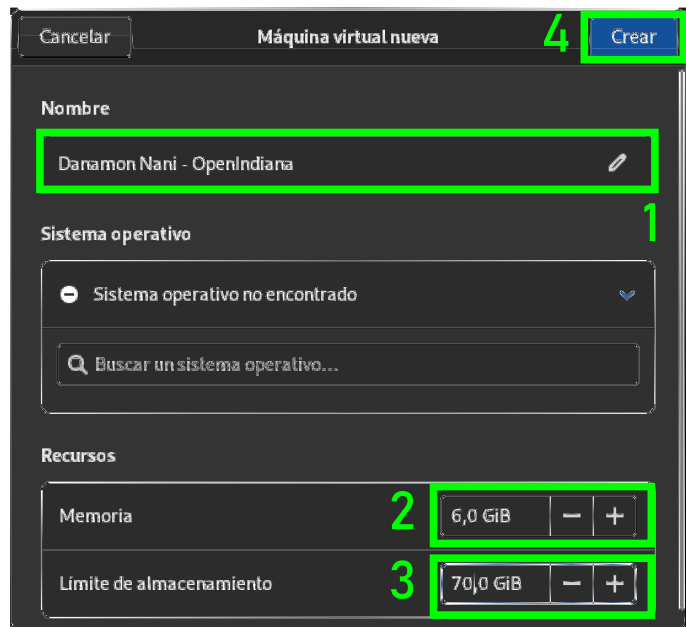 Cancelar Máquina virtual nueva 4 Crear
Nombre
Danamon Nani - OpenIndiana
1
Sistema operativo
Sistema operativo no encontrado
Buscar un sistema operativo...
Recursos
Memoria 2 6,0 GiB − +
Límite de almacenamiento 3 70,0 GiB − +